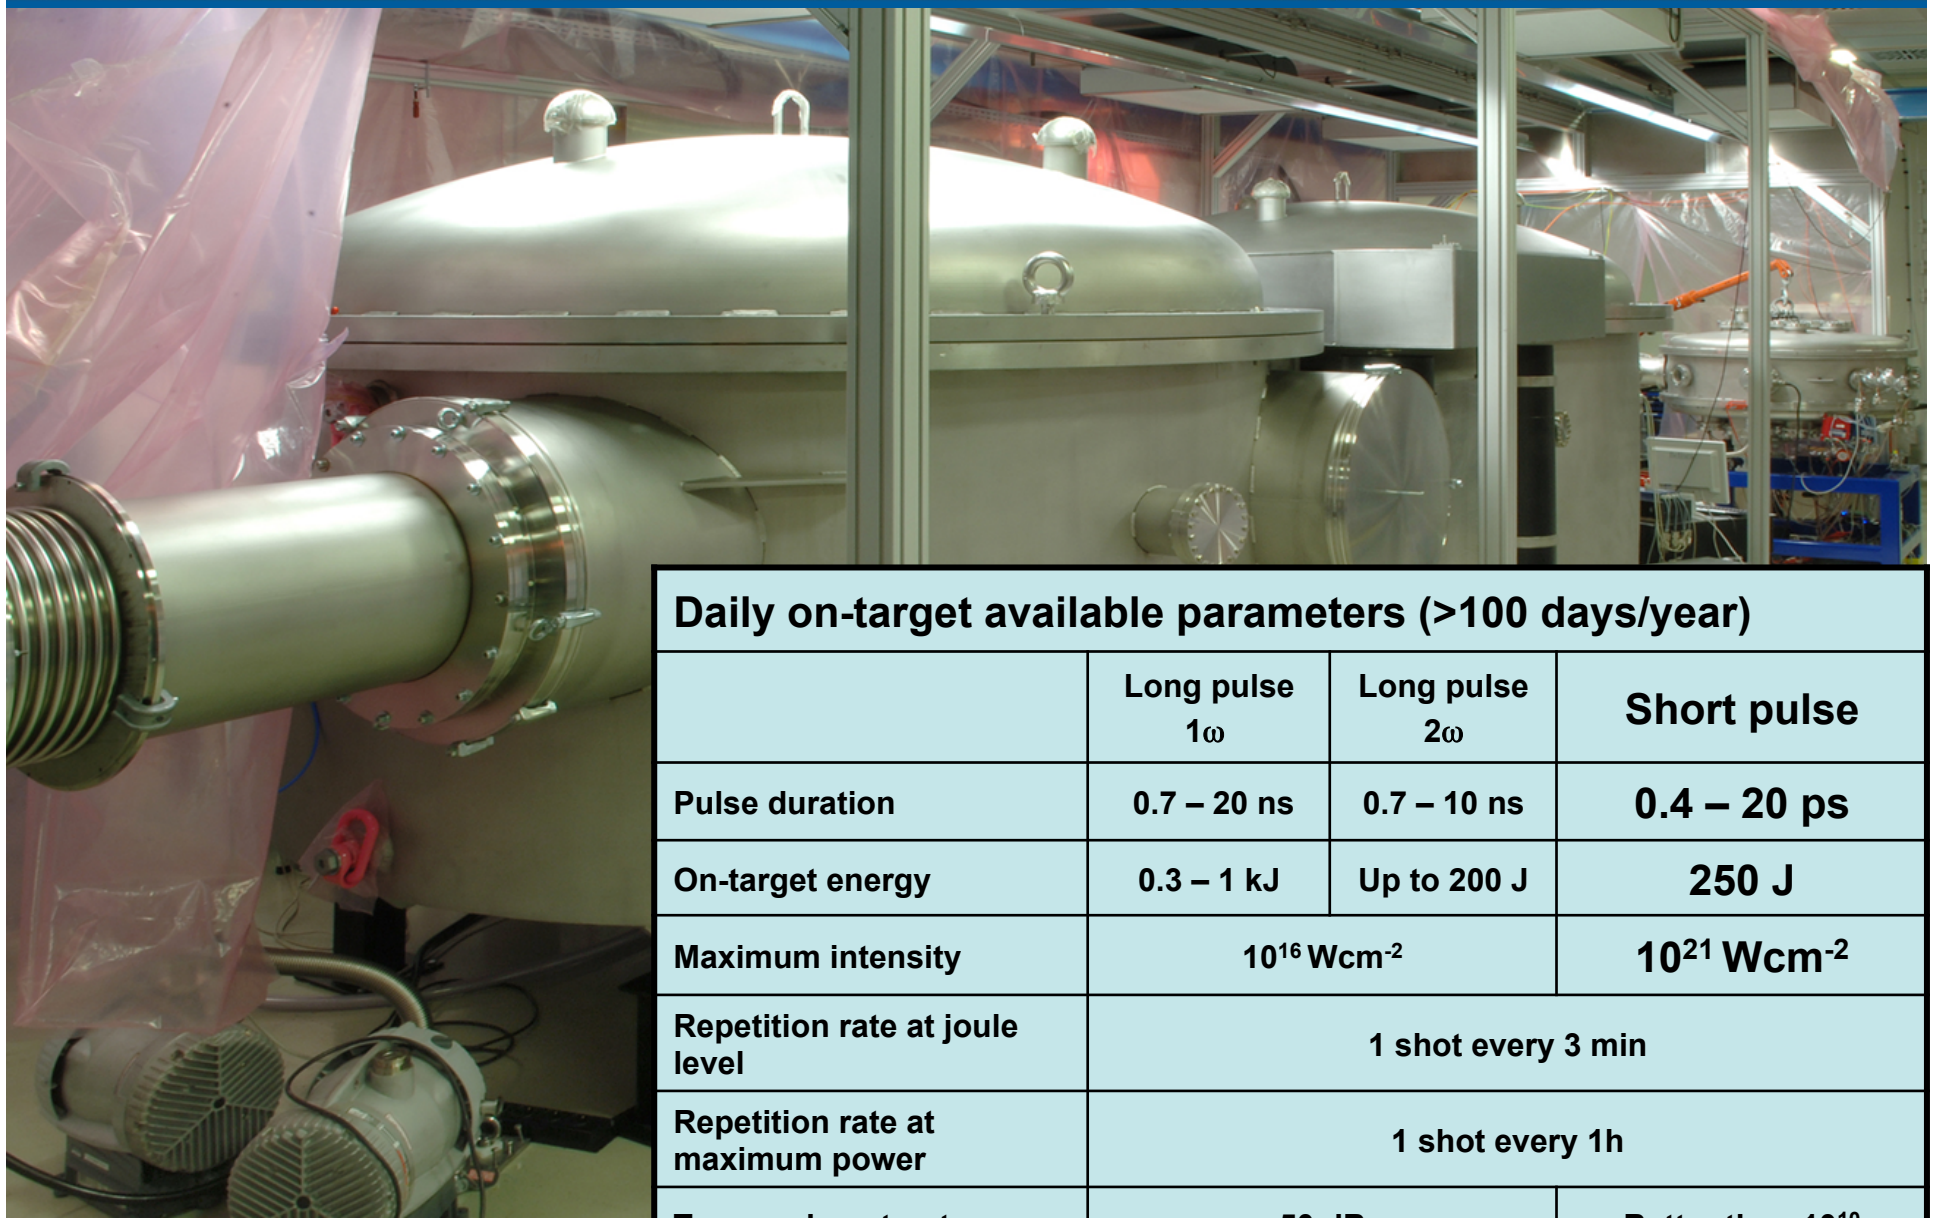 Daily on-target available parameters (>100 days/year)
Long pulse 1ω
Long pulse 2ω
Short pulse
Pulse duration
0.7 – 20 ns
0.7 – 10 ns
0.4 – 20 ps
On-target energy
0.3 – 1 kJ
Up to 200 J
250 J
Maximum intensity
10¹⁶ Wcm⁻²
10²¹ Wcm⁻²
Repetition rate at joule
level
1 shot every 3 min
Repetition rate at
maximum power
1 shot every 1h